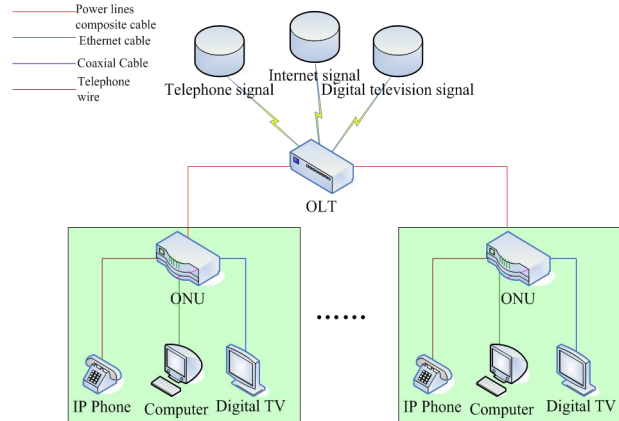 Power lines
composite cable
Ethernet cable
Coaxial Cable
Telephone
wire
Internet signal
Telephone signal
Digital television signal
OLT
ONU
ONU
......
IP Phone
Computer
Digital TV
IP Phone
Computer
Digital TV